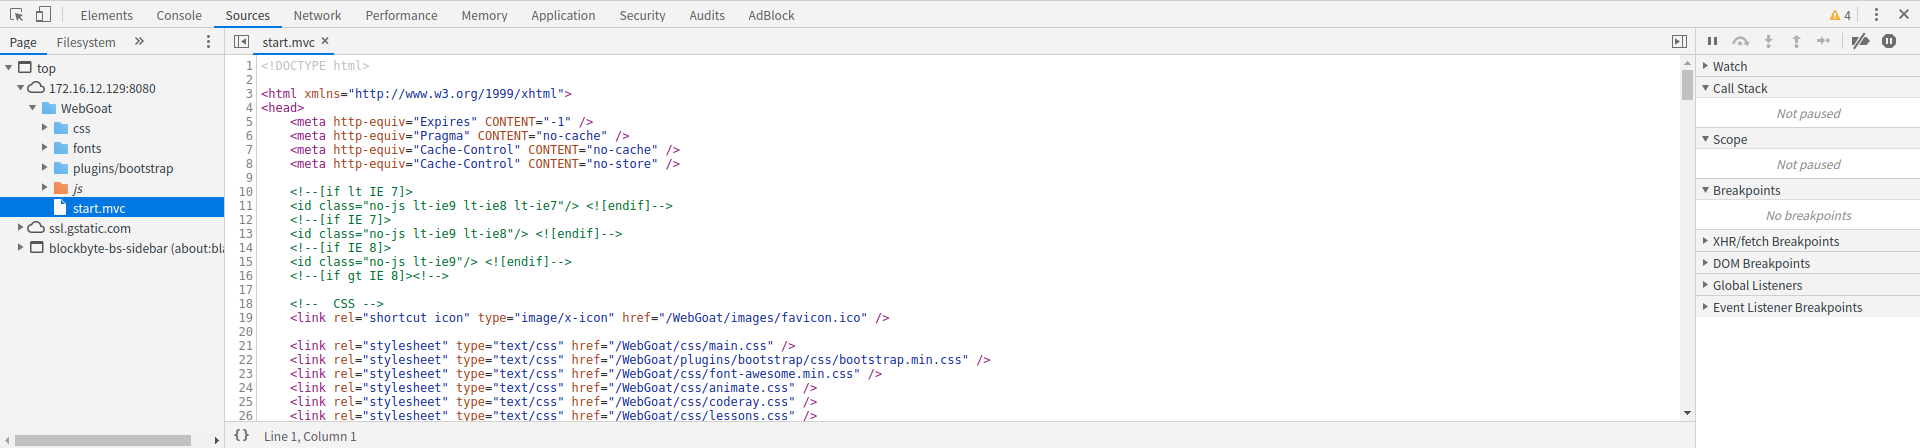 Elements Console Sources Network Performance Memory Application Security Audits AdBlock 4
Page Filesystem »
top
172.16.12.129:8080
WebGoat
css
fonts
plugins/bootstrap
js
start.mvc
ssl.gstatic.com
blockbyte-bs-sidebar (about:bla
start.mvc ×
1 <!DOCTYPE html>
2
3 <html xmlns="http://www.w3.org/1999/xhtml">
4 <head>
5     <meta http-equiv="Expires" CONTENT="-1" />
6     <meta http-equiv="Pragma" CONTENT="no-cache" />
7     <meta http-equiv="Cache-Control" CONTENT="no-cache" />
8     <meta http-equiv="Cache-Control" CONTENT="no-store" />
9
10     <!--[if lt IE 7]>
11     <id class="no-js lt-ie9 lt-ie8 lt-ie7"/> <![endif]-->
12     <!--[if IE 7]>
13     <id class="no-js lt-ie9 lt-ie8"/> <![endif]-->
14     <!--[if IE 8]>
15     <id class="no-js lt-ie9"/> <![endif]-->
16     <!--[if gt IE 8]><!-->
17
18     <!--  CSS -->
19     <link rel="shortcut icon" type="image/x-icon" href="/WebGoat/images/favicon.ico" />
20
21     <link rel="stylesheet" type="text/css" href="/WebGoat/css/main.css" />
22     <link rel="stylesheet" type="text/css" href="/WebGoat/plugins/bootstrap/css/bootstrap.min.css" />
23     <link rel="stylesheet" type="text/css" href="/WebGoat/css/font-awesome.min.css" />
24     <link rel="stylesheet" type="text/css" href="/WebGoat/css/animate.css" />
25     <link rel="stylesheet" type="text/css" href="/WebGoat/css/coderay.css" />
26     <link rel="stylesheet" type="text/css" href="/WebGoat/css/lessons.css" />
{} Line 1, Column 1
Watch
Call Stack
Not paused
Scope
Not paused
Breakpoints
No breakpoints
XHR/fetch Breakpoints
DOM Breakpoints
Global Listeners
Event Listener Breakpoints